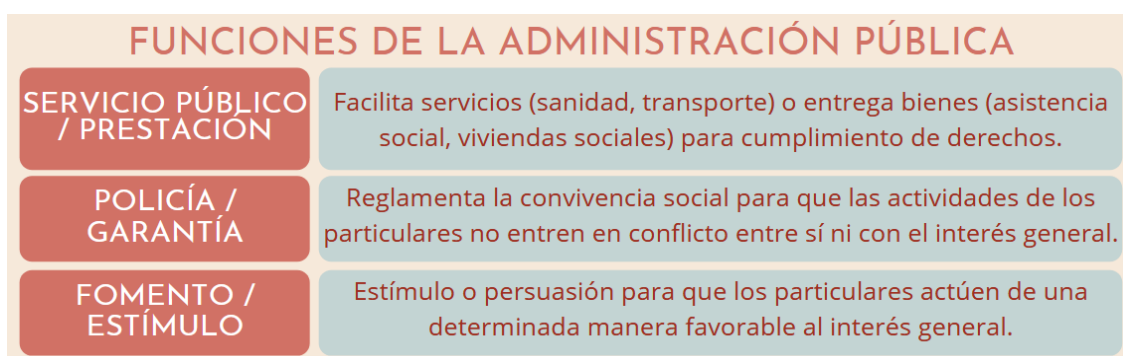 FUNCIONES DE LA ADMINISTRACIÓN PÚBLICA
SERVICIO PÚBLICO
/ PRESTACIÓN
Facilita servicios (sanidad, transporte) o entrega bienes (asistencia
social, viviendas sociales) para cumplimiento de derechos.
POLICÍA /
GARANTÍA
Reglamenta la convivencia social para que las actividades de los
particulares no entren en conflicto entre sí ni con el interés general.
FOMENTO /
ESTÍMULO
Estímulo o persuasión para que los particulares actúen de una
determinada manera favorable al interés general.